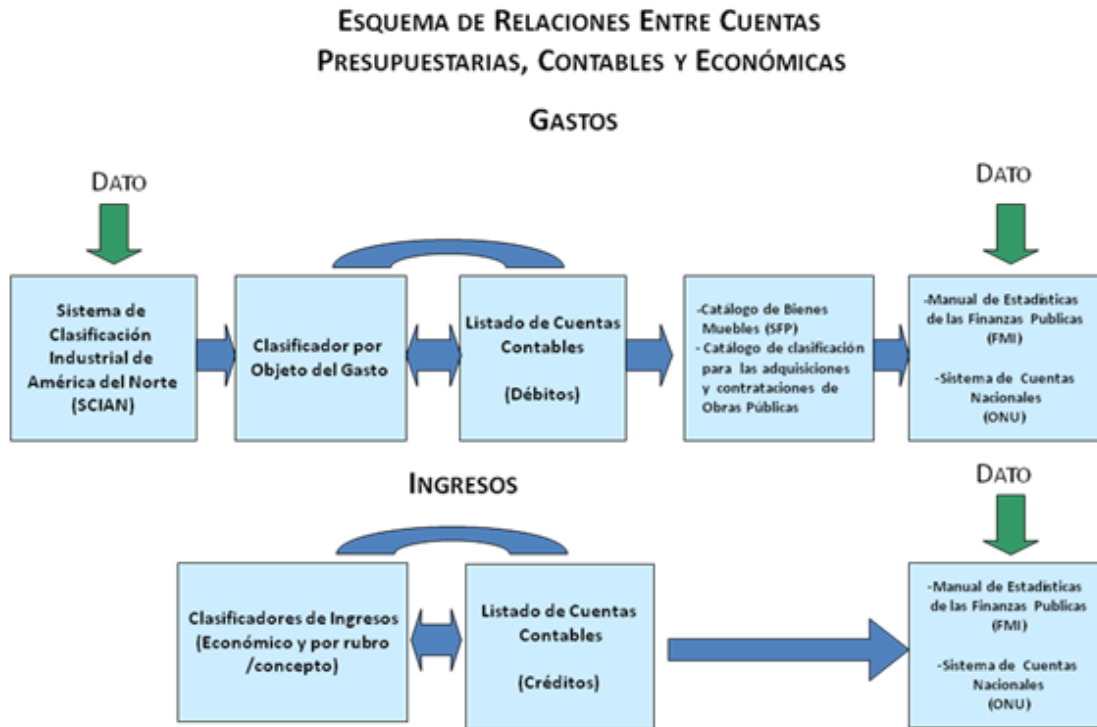 ESQUEMA DE RELACIONES ENTRE CUENTAS
PRESUPUESTARIAS, CONTABLES Y ECONÓMICAS
GASTOS
DATO
DATO
Sistema de
Clasificación
Industrial de
América del Norte
(SCIAN)
Clasificador por
Objeto del Gasto
Listado de Cuentas
Contables
(Débitos)
-Catálogo de Bienes
Muebles (SFP)
- Catálogo de clasificación
para las adquisiciones
y contrataciones de
Obras Públicas
-Manual de Estadísticas
de las Finanzas Publicas
(FMI)
-Sistema de Cuentas
Nacionales
(ONU)
INGRESOS
DATO
Clasificadores de Ingresos
(Económico y por rubro
/concepto)
Listado de Cuentas
Contables
(Créditos)
-Manual de Estadísticas
de las Finanzas Publicas
(FMI)
-Sistema de Cuentas
Nacionales
(ONU)